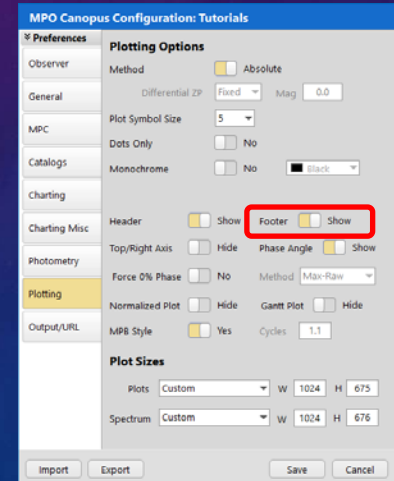 MPO Canopus Configuration: Tutorials
Preferences
Observer
General
MPC
Catalogs
Charting
Charting Misc
Photometry
Plotting
Output/URL
Plotting Options
Method Absolute
Differential ZP Fixed Mag 0.0
Plot Symbol Size 5
Dots Only No
Monochrome No Black
Header Show Footer Show
Top/Right Axis Hide Phase Angle Show
Force 0% Phase No Method Max-Raw
Normalized Plot Hide Gantt Plot Hide
MPB Style Yes Cycles 1.1
Plot Sizes
Plots Custom W 1024 H 675
Spectrum Custom W 1024 H 676
Import Export Save Cancel